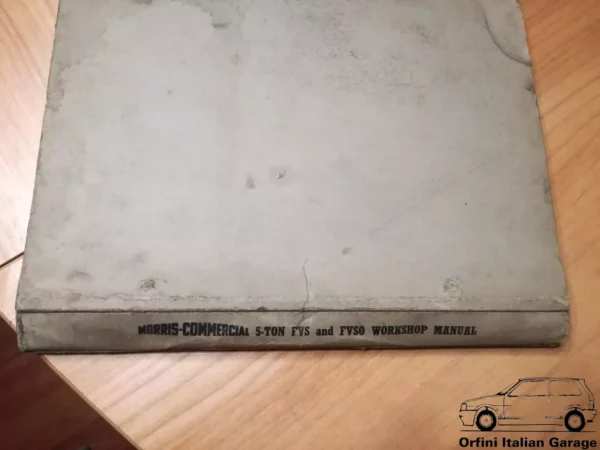 MORRIS-COMMERCIAL 5-TON FVS and FVSO WORKSHOP MANUAL
Orfini Italian Garage